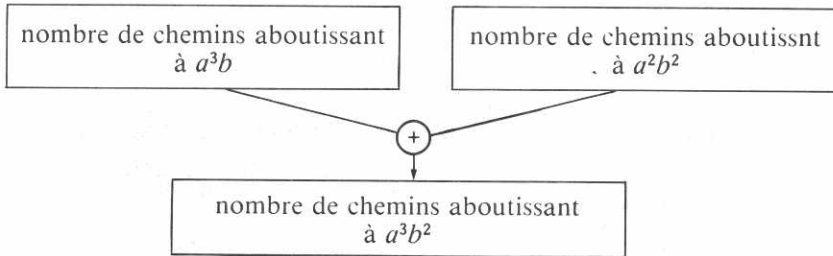 nombre de chemins aboutissant
à a³b
nombre de chemins aboutissnt
. à a²b²
+
nombre de chemins aboutissant
à a³b²